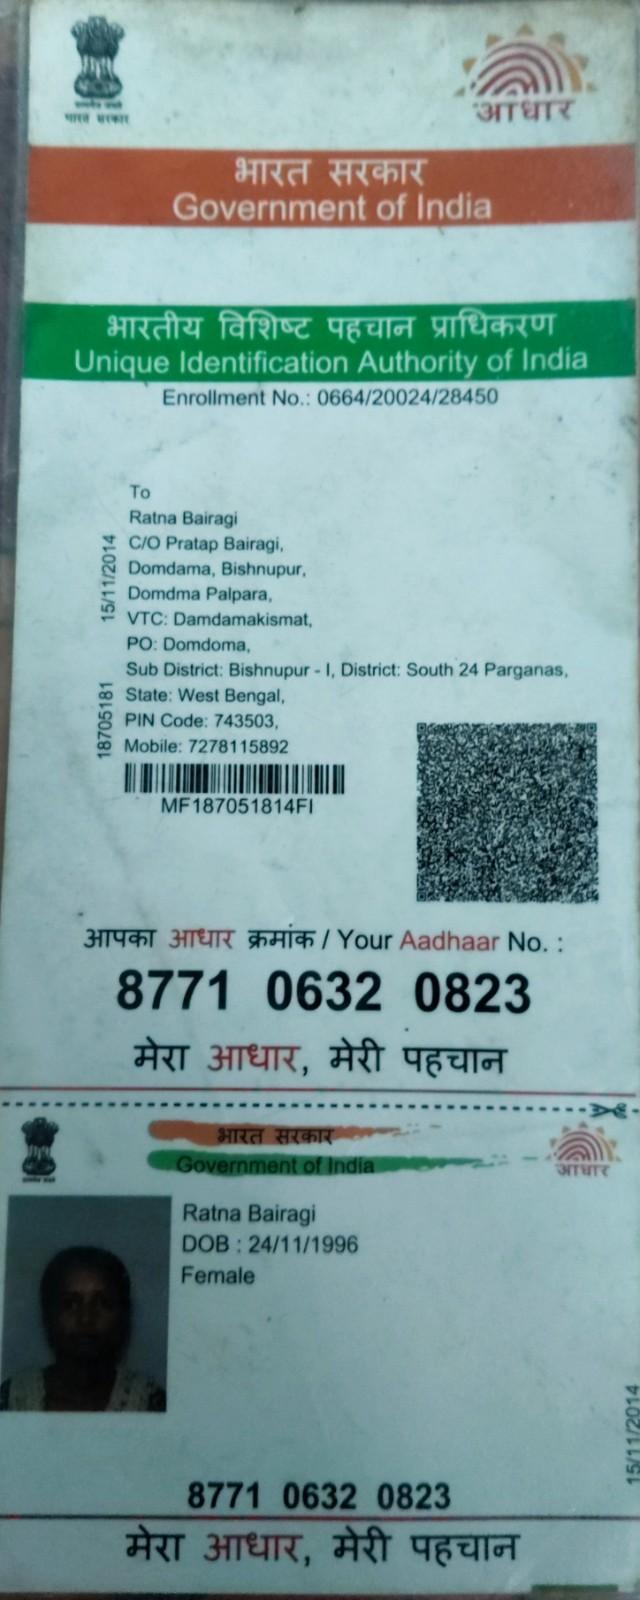 भारत सरकार
आधार
भारत सरकार
Government of India
भारतीय विशिष्ट पहचान प्राधिकरण
Unique Identification Authority of India
Enrollment No.: 0664/20024/28450
To
Ratna Bairagi
C/O Pratap Bairagi,
Domdama, Bishnupur,
Domdma Palpara,
VTC: Damdamakismat,
PO: Domdoma,
Sub District: Bishnupur - I, District: South 24 Parganas,
State: West Bengal,
PIN Code: 743503,
Mobile: 7278115892
18705181
15/11/2014
MF187051814FI
आपका आधार क्रमांक / Your Aadhaar No. :
8771 0632 0823
मेरा आधार, मेरी पहचान
भारत सरकार
Government of India
आधार
Ratna Bairagi
DOB : 24/11/1996
Female
15/11/2014
8771 0632 0823
मेरा आधार, मेरी पहचान